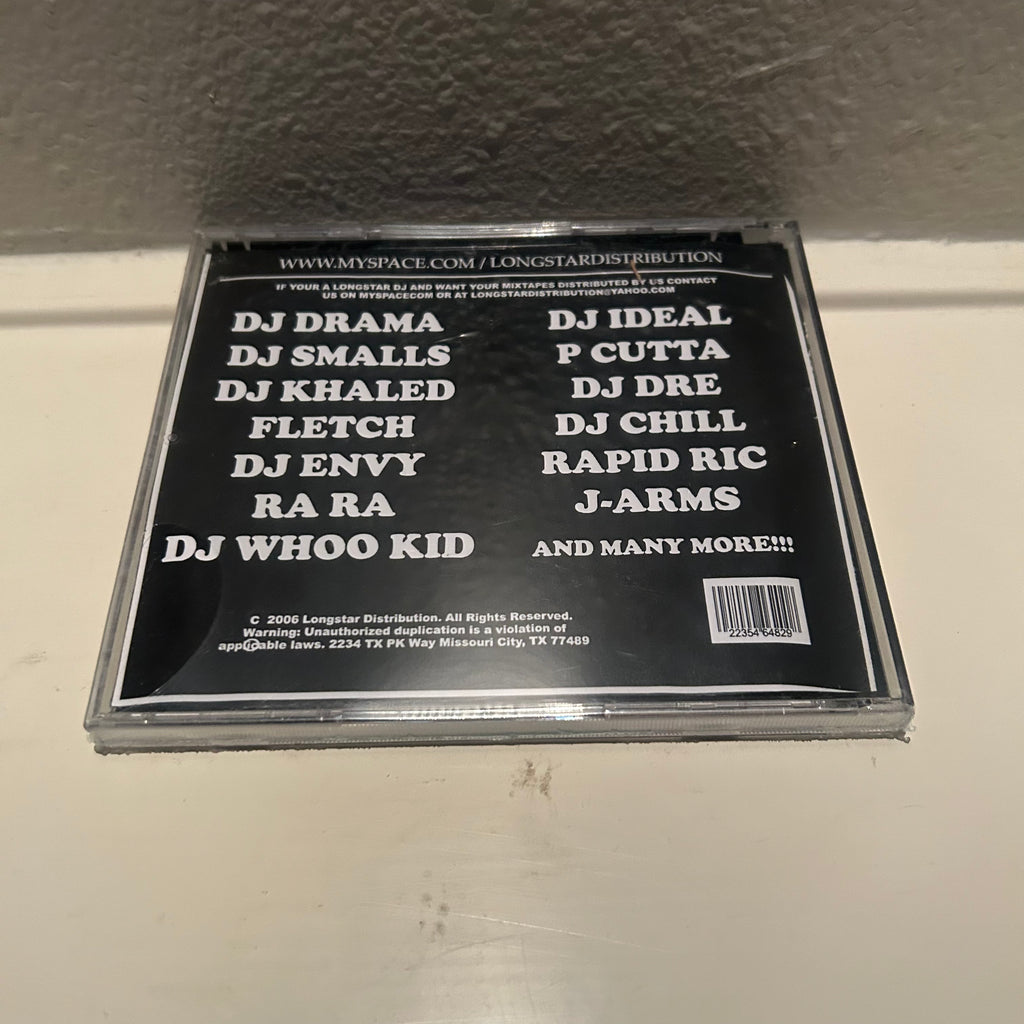 WWW.MYSPACE.COM / LONGSTARDISTRIBUTION
IF YOUR A LONGSTAR DJ AND WANT YOUR MIXTAPES DISTRIBUTED BY US CONTACT
US ON MYSPACECOM OR AT LONGSTARDISTRIBUTION@YAHOO.COM
DJ DRAMA
DJ SMALLS
DJ KHALED
FLETCH
DJ ENVY
RA RA
DJ WHOO KID
DJ IDEAL
P CUTTA
DJ DRE
DJ CHILL
RAPID RIC
J-ARMS
AND MANY MORE!!!
C 2006 Longstar Distribution. All Rights Reserved.
Warning: Unauthorized duplication is a violation of
applicable laws. 2234 TX PK Way Missouri City, TX 77489
22354 64829